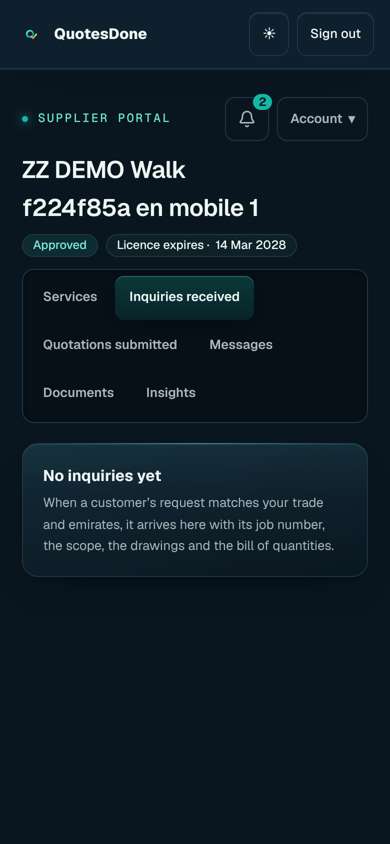 QuotesDone
☀
Sign out
SUPPLIER PORTAL
2
Account ▾
ZZ DEMO Walk
f224f85a en mobile 1
Approved
Licence expires · 14 Mar 2028
Services
Inquiries received
Quotations submitted
Messages
Documents
Insights
No inquiries yet
When a customer's request matches your trade
and emirates, it arrives here with its job number,
the scope, the drawings and the bill of quantities.